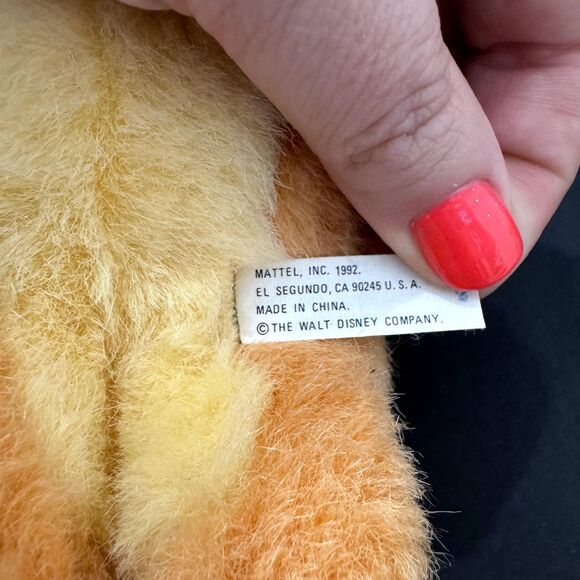 MATTEL, INC. 1992.
EL SEGUNDO, CA 90245 U.S.A.
MADE IN CHINA.
©THE WALT DISNEY COMPANY.